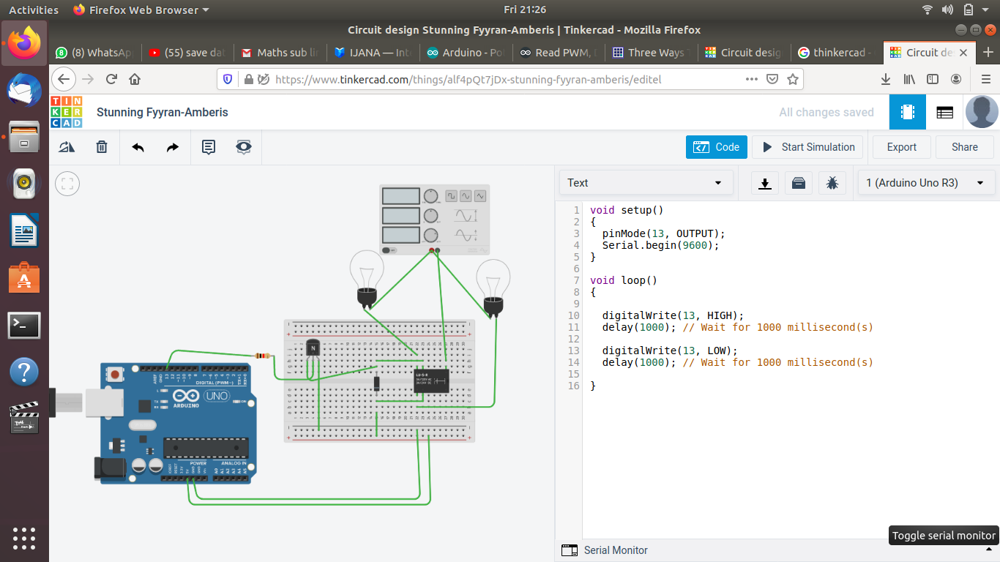 Activities
Firefox Web Browser
Fri 21:26
Circuit design Stunning Fyyran-Amberis | Tinkercad - Mozilla Firefox
(8) WhatsAp
(55) save dat
Maths sub lin
IJANA — Int
Arduino - Po
Read PWM, D
Three Ways T
Circuit desig
thinkercad -
Circuit de
https://www.tinkercad.com/things/alf4pQt7jDx-stunning-fyyran-amberis/editel
TIN
KER
CAD
Stunning Fyyran-Amberis
All changes saved
Code
Start Simulation
Export
Share
Text
1 (Arduino Uno R3)
1 void setup()
2 {
3 pinMode(13, OUTPUT);
4 Serial.begin(9600);
5 }
6
7 void loop()
8 {
9
10 digitalWrite(13, HIGH);
11 delay(1000); // Wait for 1000 millisecond(s)
12
13 digitalWrite(13, LOW);
14 delay(1000); // Wait for 1000 millisecond(s)
15
16 }
N
LU-5-R
DIGITAL (PWM~)
UNO
ARDUINO
TX
RX
ON
POWER
ANALOG IN
Toggle serial monitor
Serial Monitor